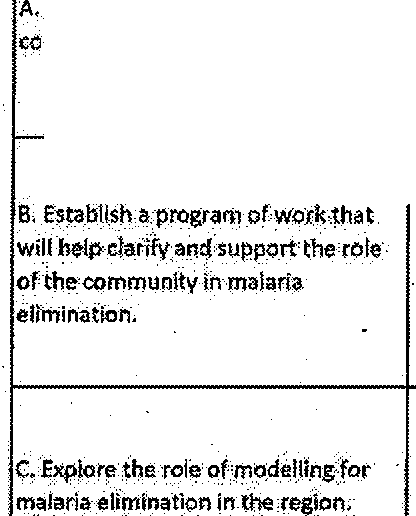 A.
co
B. Establish a program of work that
will help clarify and support the role
of the community in malaria
elimination.
C. Explore the role of modelling for
malaria elimination in the region.